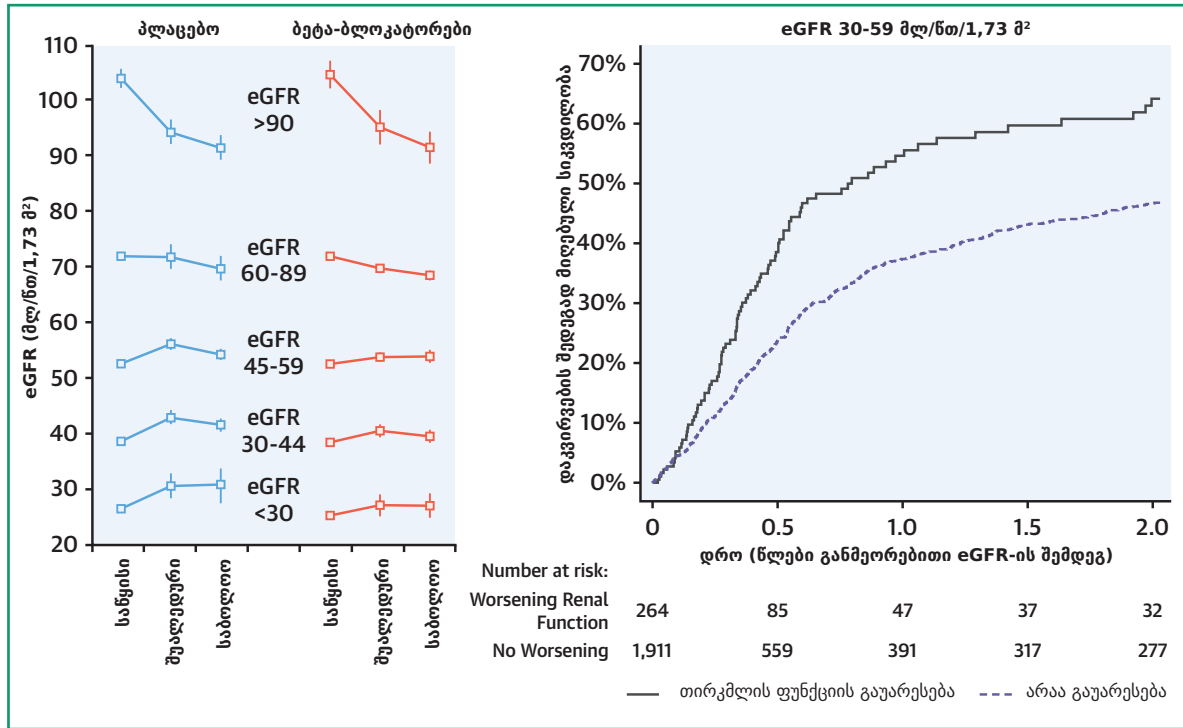 პლაცებო
ბეტა-ბლოკატორები
eGFR (მლ/წთ/1,73 მ²)
110
100
90
80
70
60
50
40
30
20
eGFR
>90
eGFR
60-89
eGFR
45-59
eGFR
30-44
eGFR
<30
საწყისი
შუალედური
საბოლოო
საწყისი
შუალედური
საბოლოო
eGFR 30-59 მლ/წთ/1,73 მ²
დაკვირვების შედეგად მიღებული სიკვდილობა
70%
60%
50%
40%
30%
20%
10%
0%
0 0.5 1.0 1.5 2.0
დრო (წლები განმეორებითი eGFR-ის შემდეგ)
Number at risk:
Worsening Renal
Function 264 85 47 37 32
No Worsening 1,911 559 391 317 277
თირკმლის ფუნქციის გაუარესება არაა გაუარესება